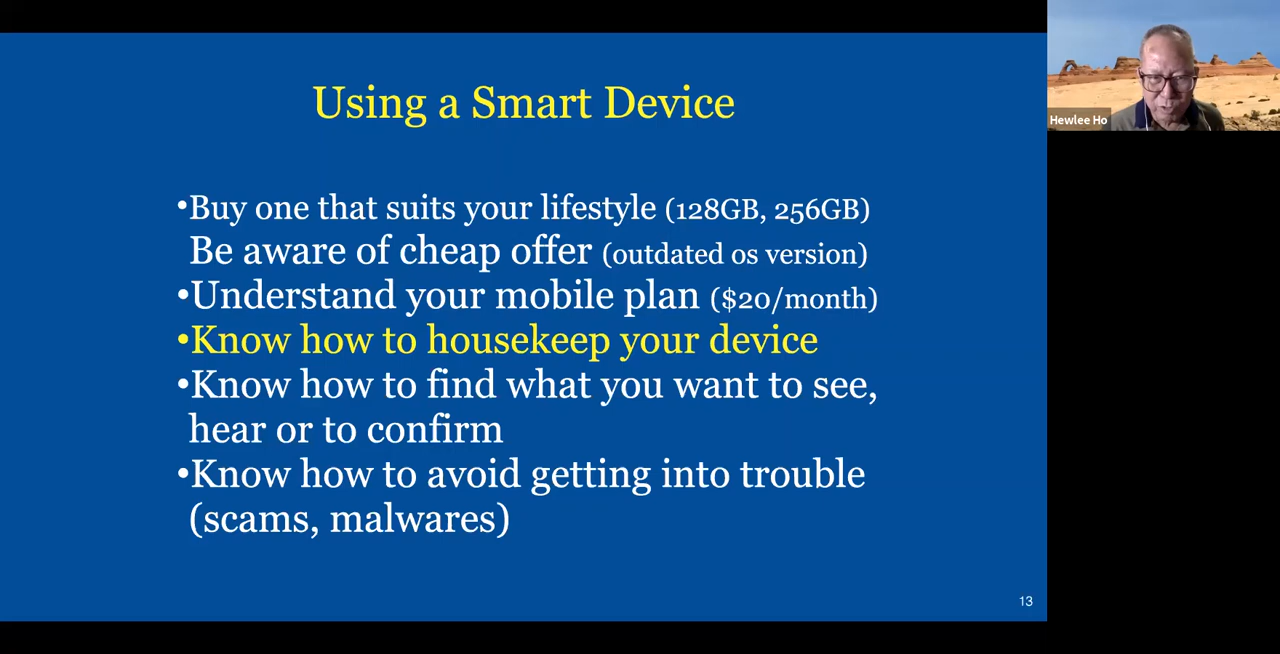 Using a Smart Device
•Buy one that suits your lifestyle (128GB, 256GB)
Be aware of cheap offer (outdated os version)
•Understand your mobile plan ($20/month)
•Know how to housekeep your device
•Know how to find what you want to see,
hear or to confirm
•Know how to avoid getting into trouble
(scams, malwares)
13
Hewlee Ho